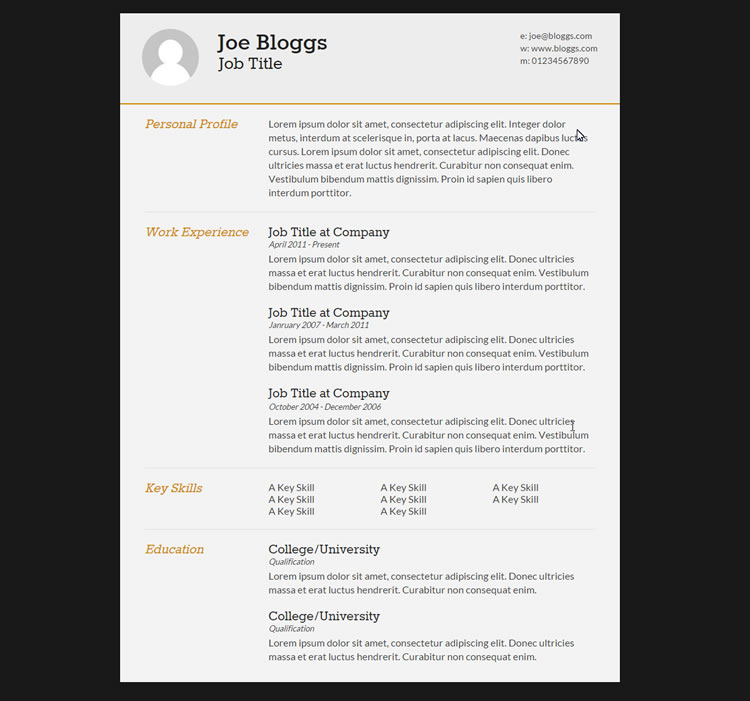 Joe Bloggs
Job Title
e: joe@bloggs.com
w: www.bloggs.com
m: 01234567890
Personal Profile
Lorem ipsum dolor sit amet, consectetur adipiscing elit. Integer dolor
metus, interdum at scelerisque in, porta at lacus. Maecenas dapibus luctus
cursus. Lorem ipsum dolor sit amet, consectetur adipiscing elit. Donec
ultricies massa et erat luctus hendrerit. Curabitur non consequat enim.
Vestibulum bibendum mattis dignissim. Proin id sapien quis libero
interdum porttitor.
Work Experience
Job Title at Company
April 2011 - Present
Lorem ipsum dolor sit amet, consectetur adipiscing elit. Donec ultricies
massa et erat luctus hendrerit. Curabitur non consequat enim. Vestibulum
bibendum mattis dignissim. Proin id sapien quis libero interdum porttitor.
Job Title at Company
Janruary 2007 - March 2011
Lorem ipsum dolor sit amet, consectetur adipiscing elit. Donec ultricies
massa et erat luctus hendrerit. Curabitur non consequat enim. Vestibulum
bibendum mattis dignissim. Proin id sapien quis libero interdum porttitor.
Job Title at Company
October 2004 - December 2006
Lorem ipsum dolor sit amet, consectetur adipiscing elit. Donec ultricies
massa et erat luctus hendrerit. Curabitur non consequat enim. Vestibulum
bibendum mattis dignissim. Proin id sapien quis libero interdum porttitor.
Key Skills
A Key Skill A Key Skill A Key Skill
A Key Skill A Key Skill A Key Skill
A Key Skill A Key Skill
Education
College/University
Qualification
Lorem ipsum dolor sit amet, consectetur adipiscing elit. Donec ultricies
massa et erat luctus hendrerit. Curabitur non consequat enim.
College/University
Qualification
Lorem ipsum dolor sit amet, consectetur adipiscing elit. Donec ultricies
massa et erat luctus hendrerit. Curabitur non consequat enim.